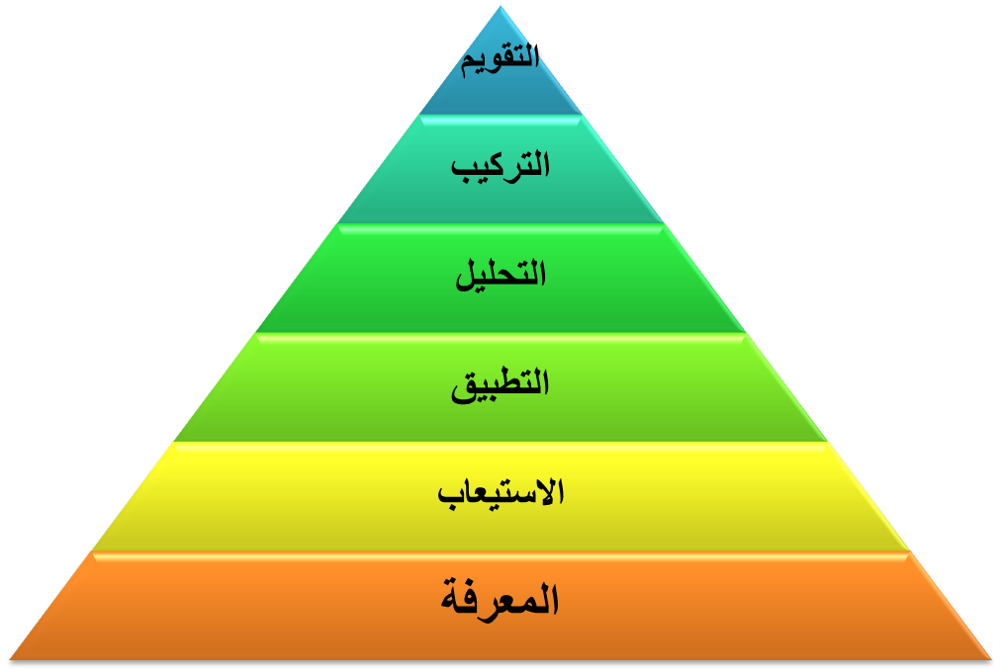 التقويم
التركيب
التحليل
التطبيق
الاستيعاب
المعرفة